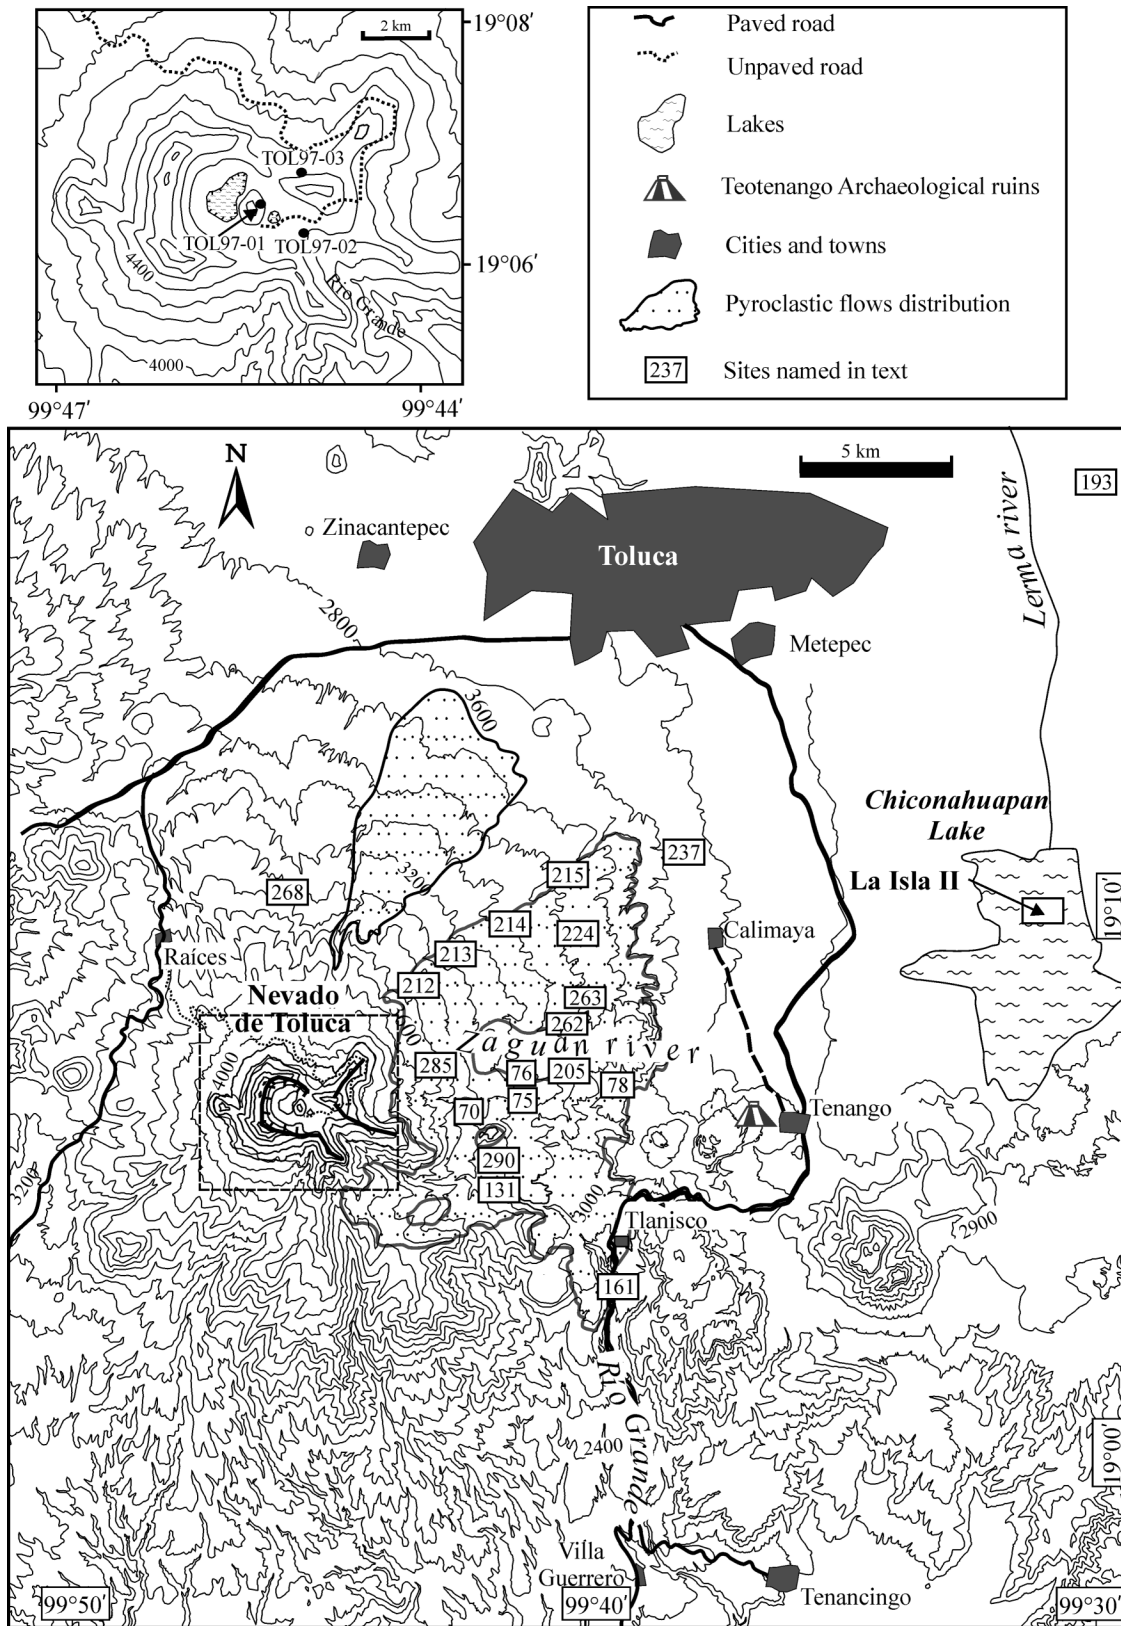 2 km
19°08'
TOL97-03
TOL97-01
TOL97-02
19°06'
4400
Río Grande
4000
99°47'
99°44'
Paved road
Unpaved road
Lakes
Teotenango Archaeological ruins
Cities and towns
Pyroclastic flows distribution
237
Sites named in text
N
5 km
193
Zinacantepec
Toluca
Lerma river
2800
Metepec
3600
Chiconahuapan
Lake
237
215
3200
La Isla II
19°10'
268
214
224
Calimaya
213
Raíces
212
Nevado
de Toluca
263
262
Zaguan river
4000
285
76
205
78
75
70
Tenango
290
131
3200
3000
Tlanisco
2900
161
Río Grande
2400
19°00'
Villa
Guerrero
Tenancingo
99°50'
99°40'
99°30'